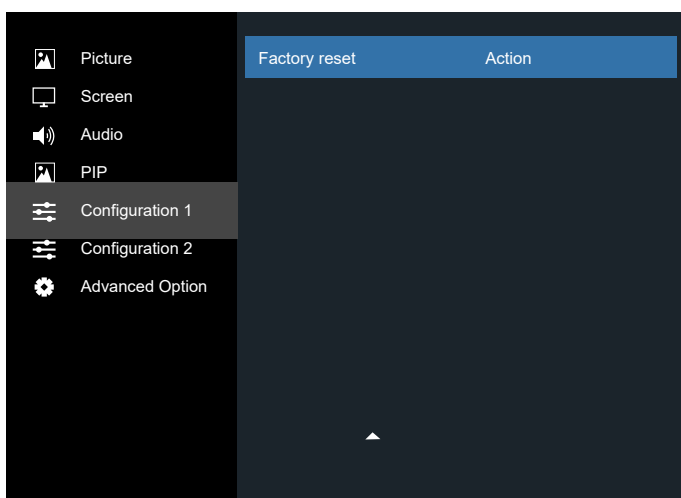 Picture
Screen
Audio
PIP
Configuration 1
Configuration 2
Advanced Option
Factory reset Action